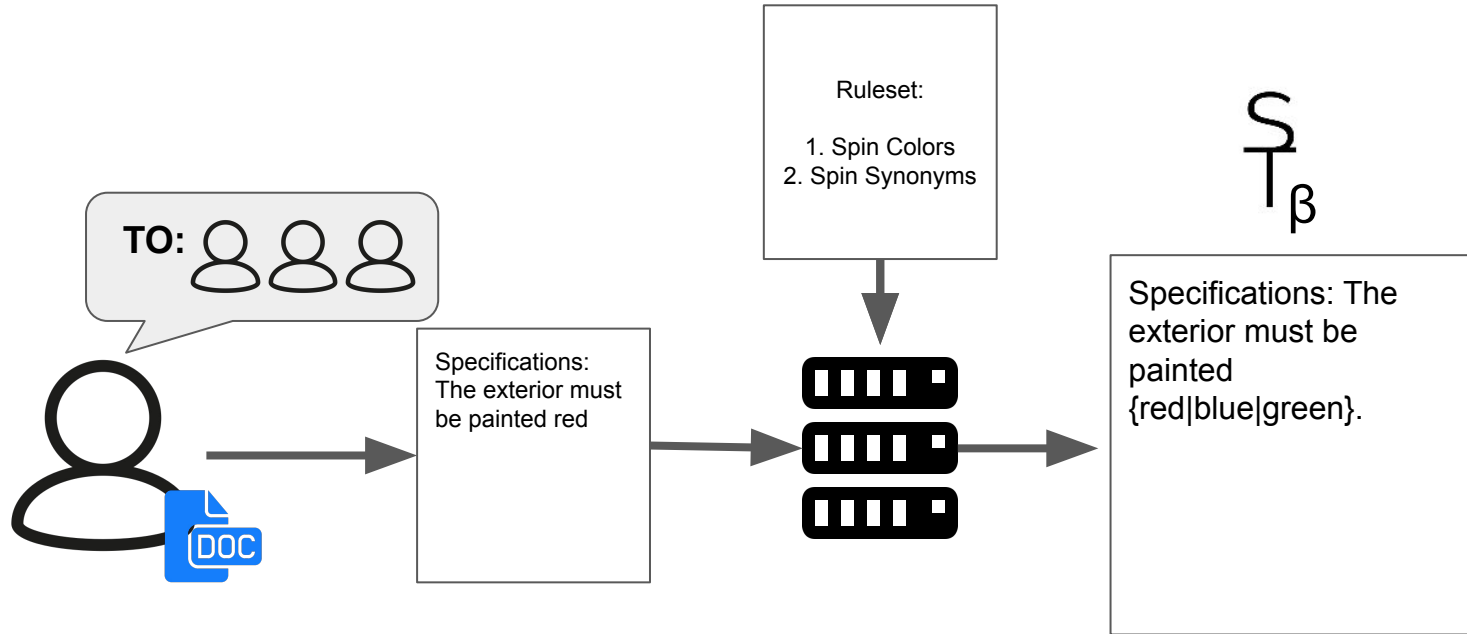 TO:
DOC
Specifications:
The exterior must
be painted red
Ruleset:
1. Spin Colors
2. Spin Synonyms
S
T
β
Specifications: The
exterior must be
painted
{red|blue|green}.